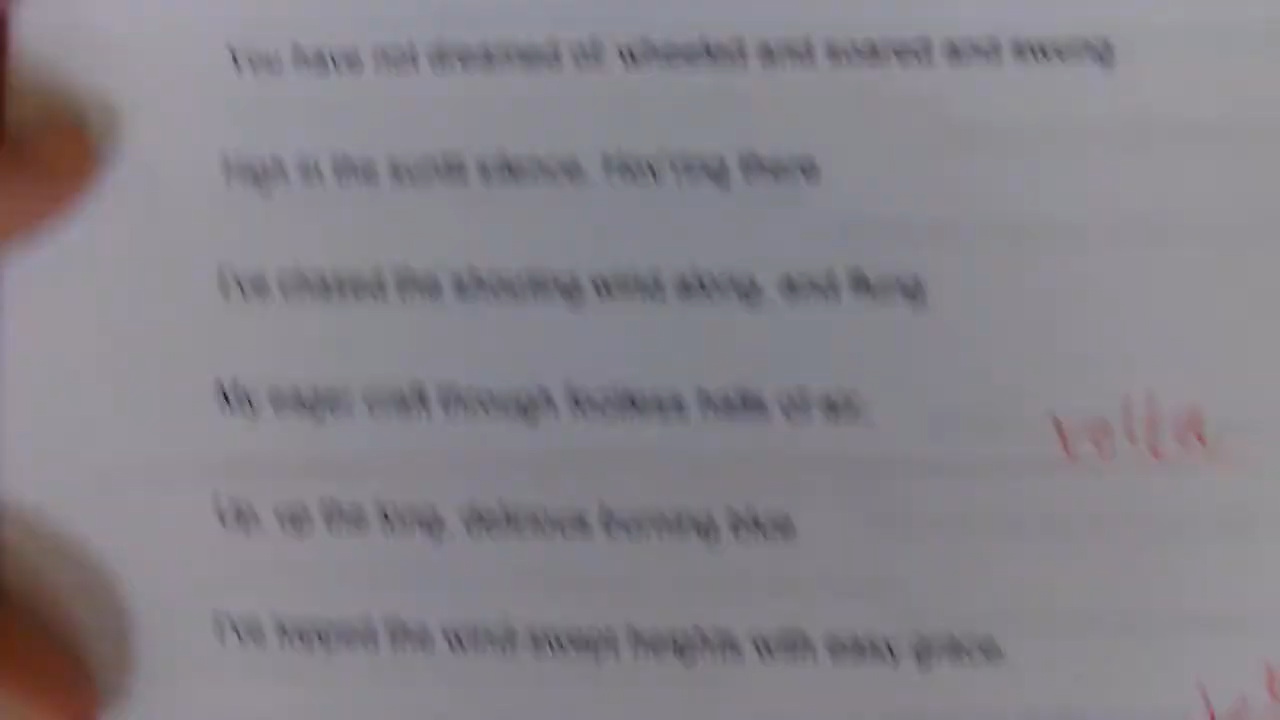 You have not dreamed of wheeled and soared and swung
High in the sunlit silence. Hov'ring there
I've chased the shouting wind along, and flung
My eager craft through footless halls of air.
volta
Up, up the long, delirious burning blue
I've topped the wind-swept heights with easy grace.